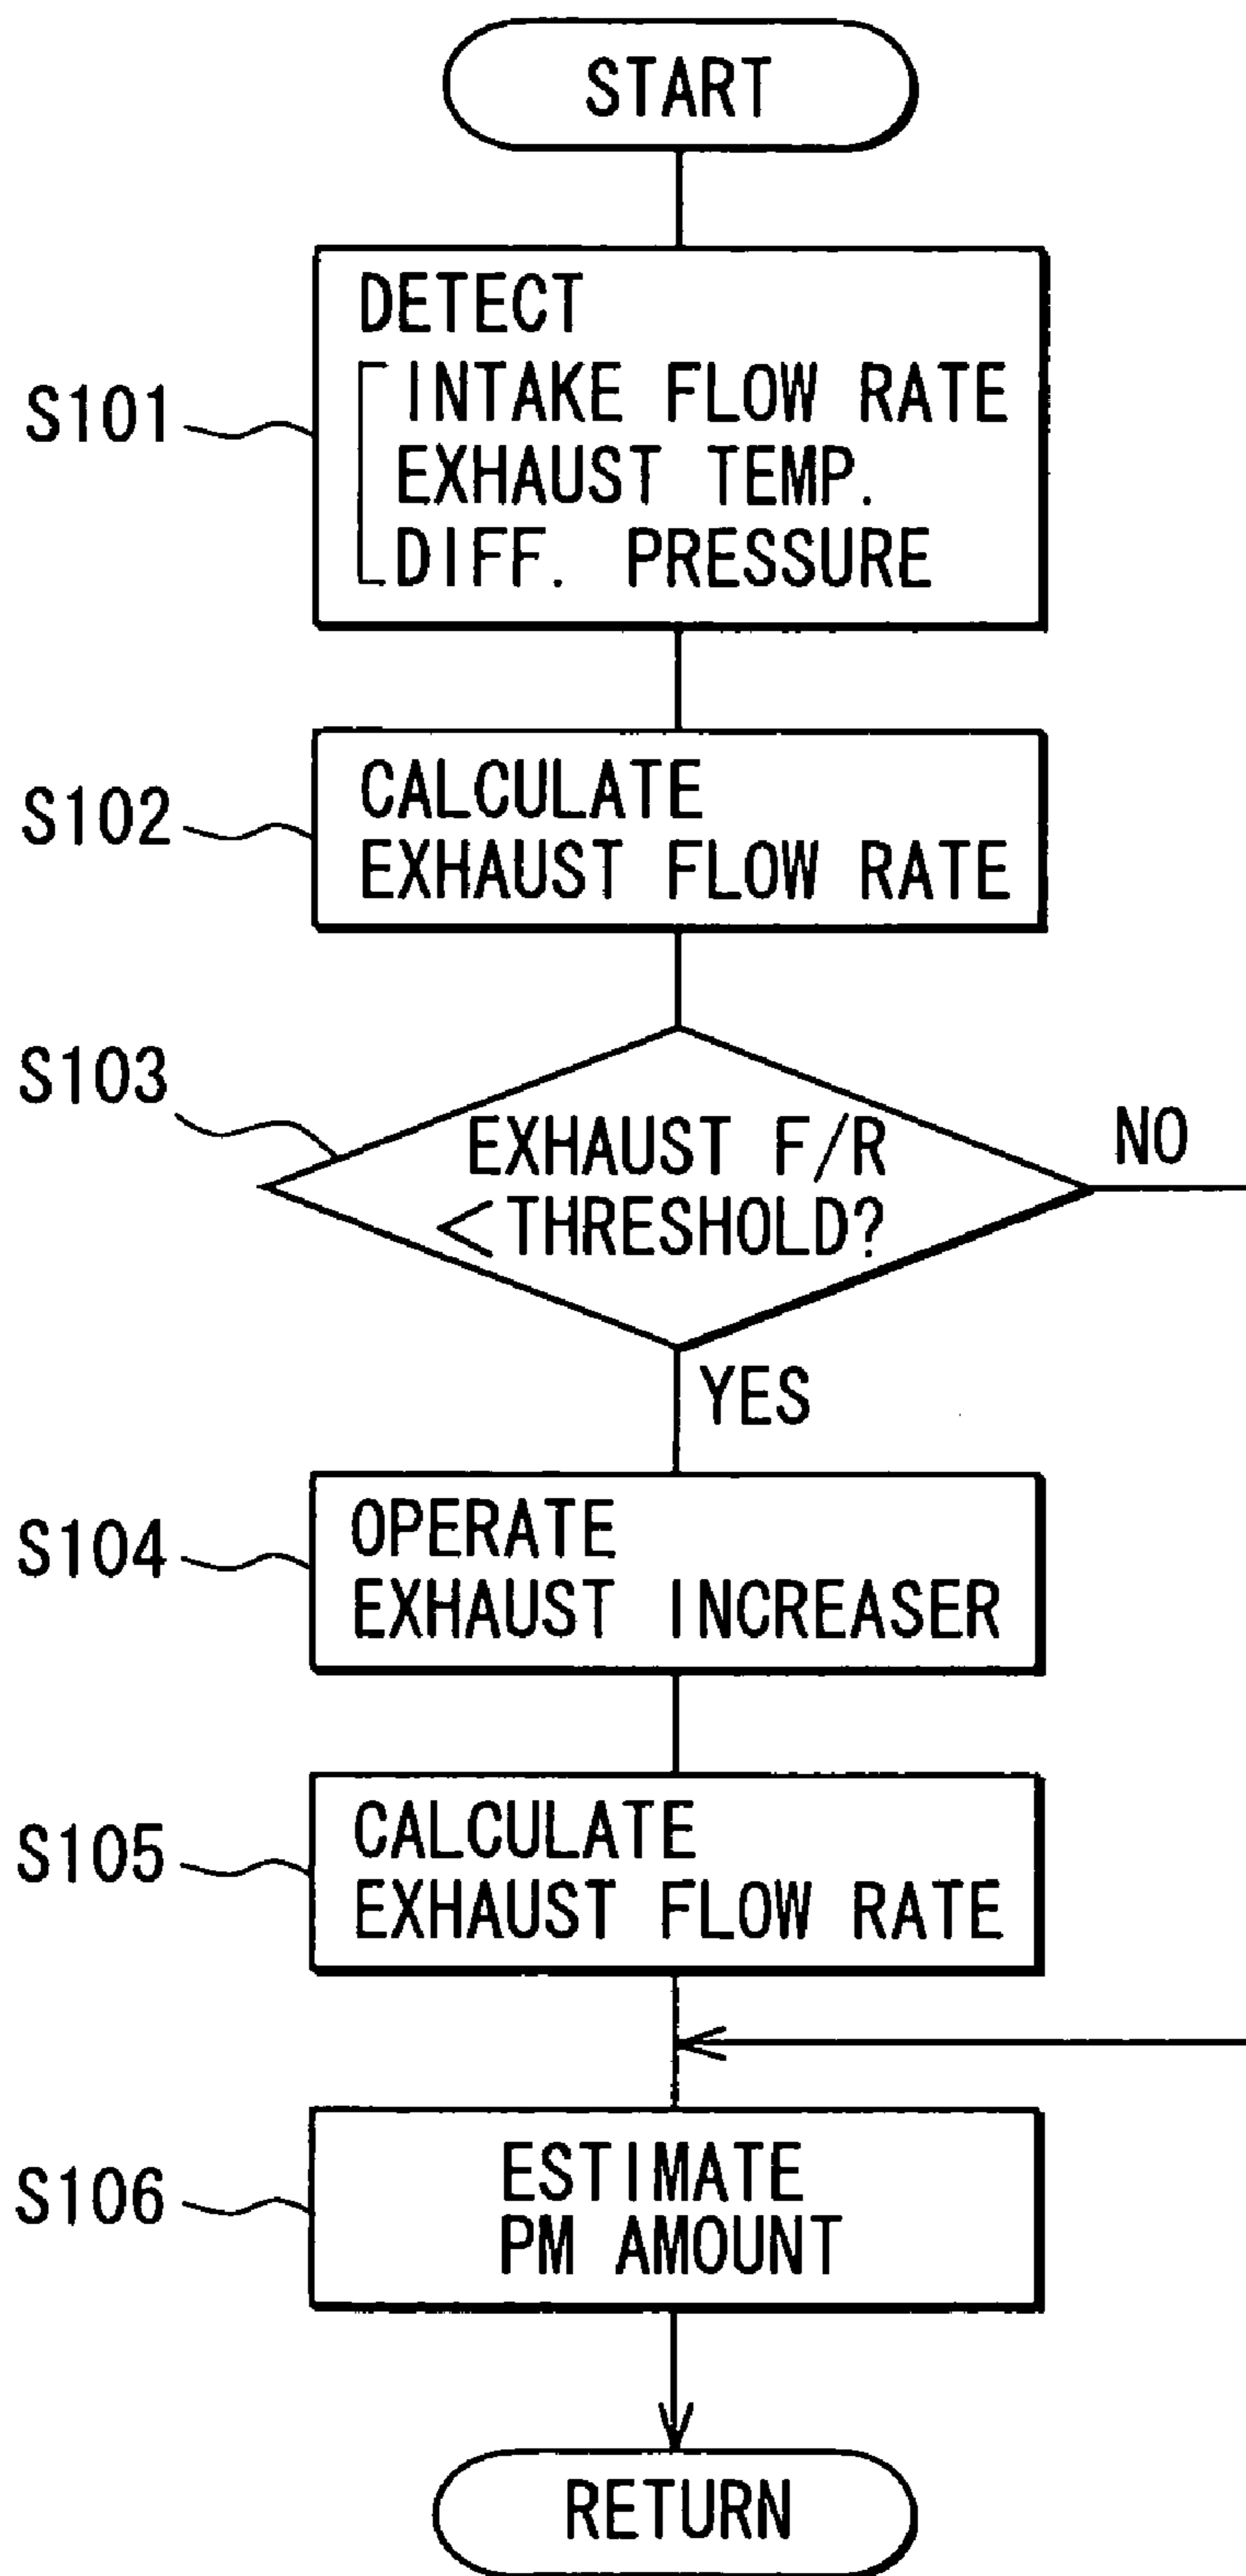 START
S101
DETECT
INTAKE FLOW RATE
EXHAUST TEMP.
DIFF. PRESSURE
S102
CALCULATE
EXHAUST FLOW RATE
S103
EXHAUST F/R
<THRESHOLD?
NO
YES
S104
OPERATE
EXHAUST INCREASER
S105
CALCULATE
EXHAUST FLOW RATE
S106
ESTIMATE
PM AMOUNT
RETURN